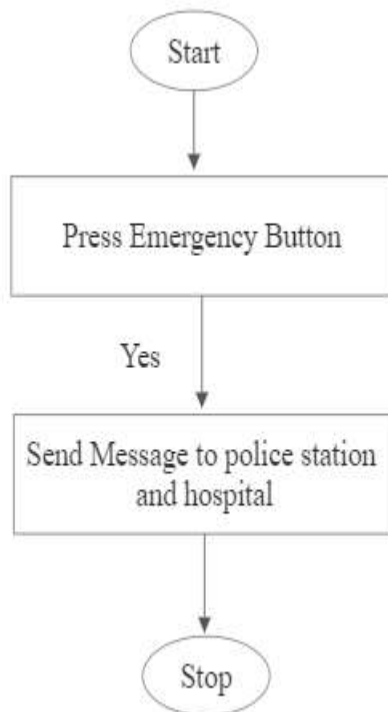 Start
Press Emergency Button
Yes
Send Message to police station
and hospital
Stop